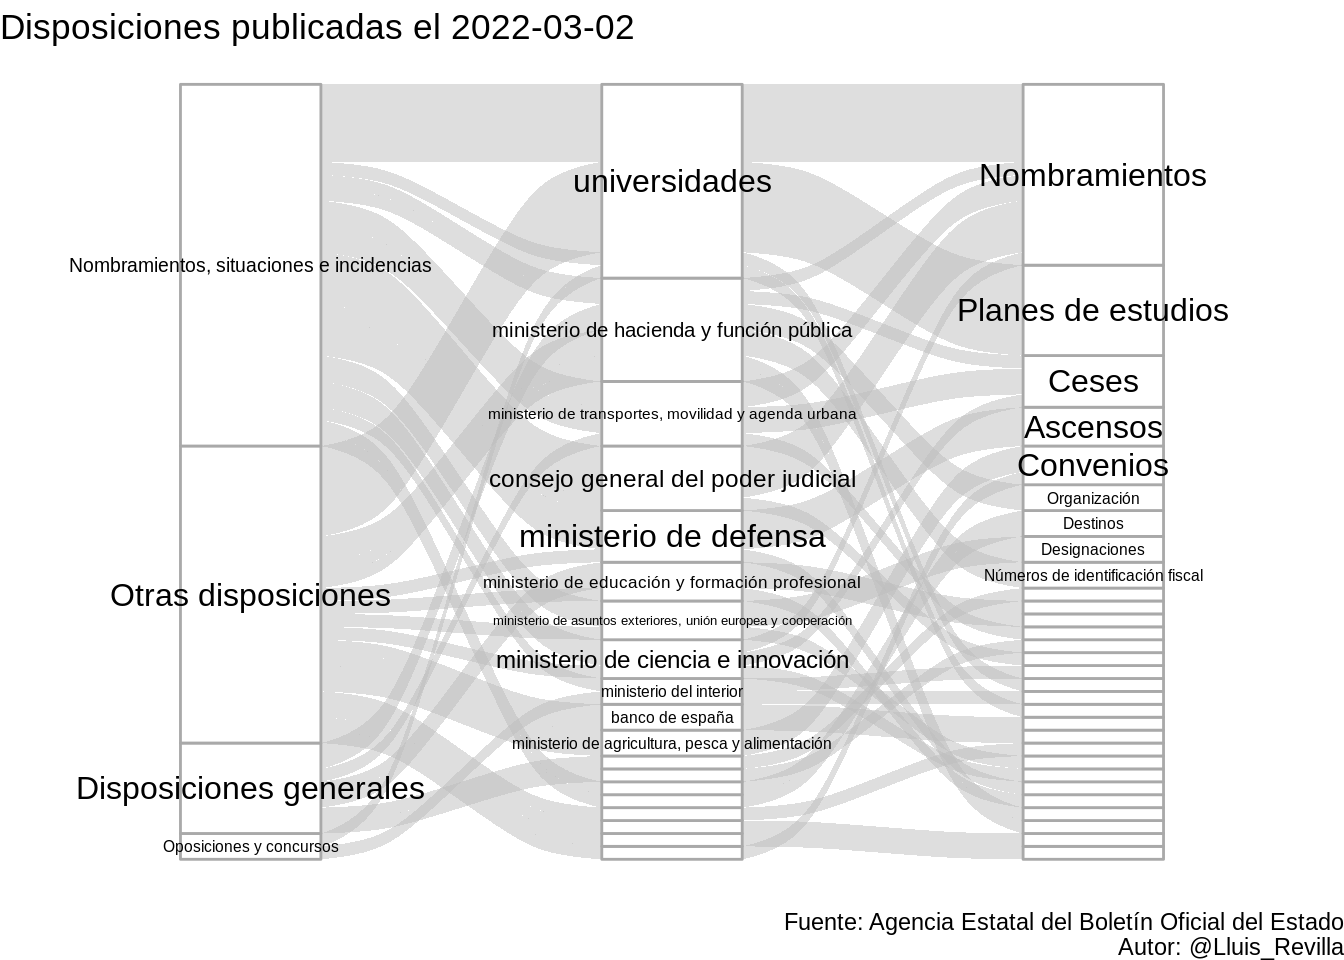 Disposiciones publicadas el 2022-03-02
Nombramientos, situaciones e incidencias
Otras disposiciones
Disposiciones generales
Oposiciones y concursos
universidades
ministerio de hacienda y función pública
ministerio de transportes, movilidad y agenda urbana
consejo general del poder judicial
ministerio de defensa
ministerio de educación y formación profesional
ministerio de asuntos exteriores, unión europea y cooperación
ministerio de ciencia e innovación
ministerio del interior
banco de españa
ministerio de agricultura, pesca y alimentación
Nombramientos
Planes de estudios
Ceses
Ascensos
Convenios
Organización
Destinos
Designaciones
Números de identificación fiscal
Fuente: Agencia Estatal del Boletín Oficial del Estado
Autor: @Lluis_Revilla